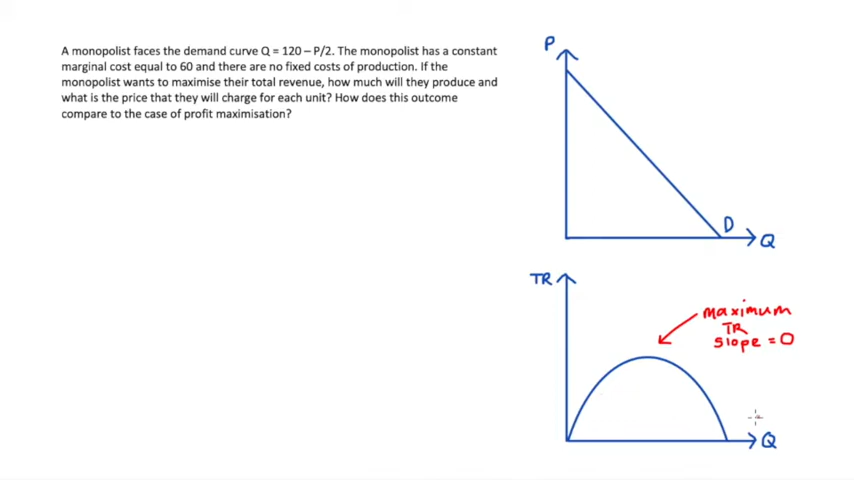 A monopolist faces the demand curve Q = 120 – P/2. The monopolist has a constant
marginal cost equal to 60 and there are no fixed costs of production. If the
monopolist wants to maximise their total revenue, how much will they produce and
what is the price that they will charge for each unit? How does this outcome
compare to the case of profit maximisation?
P
D
Q
TR
maximum
TR
slope = 0
Q